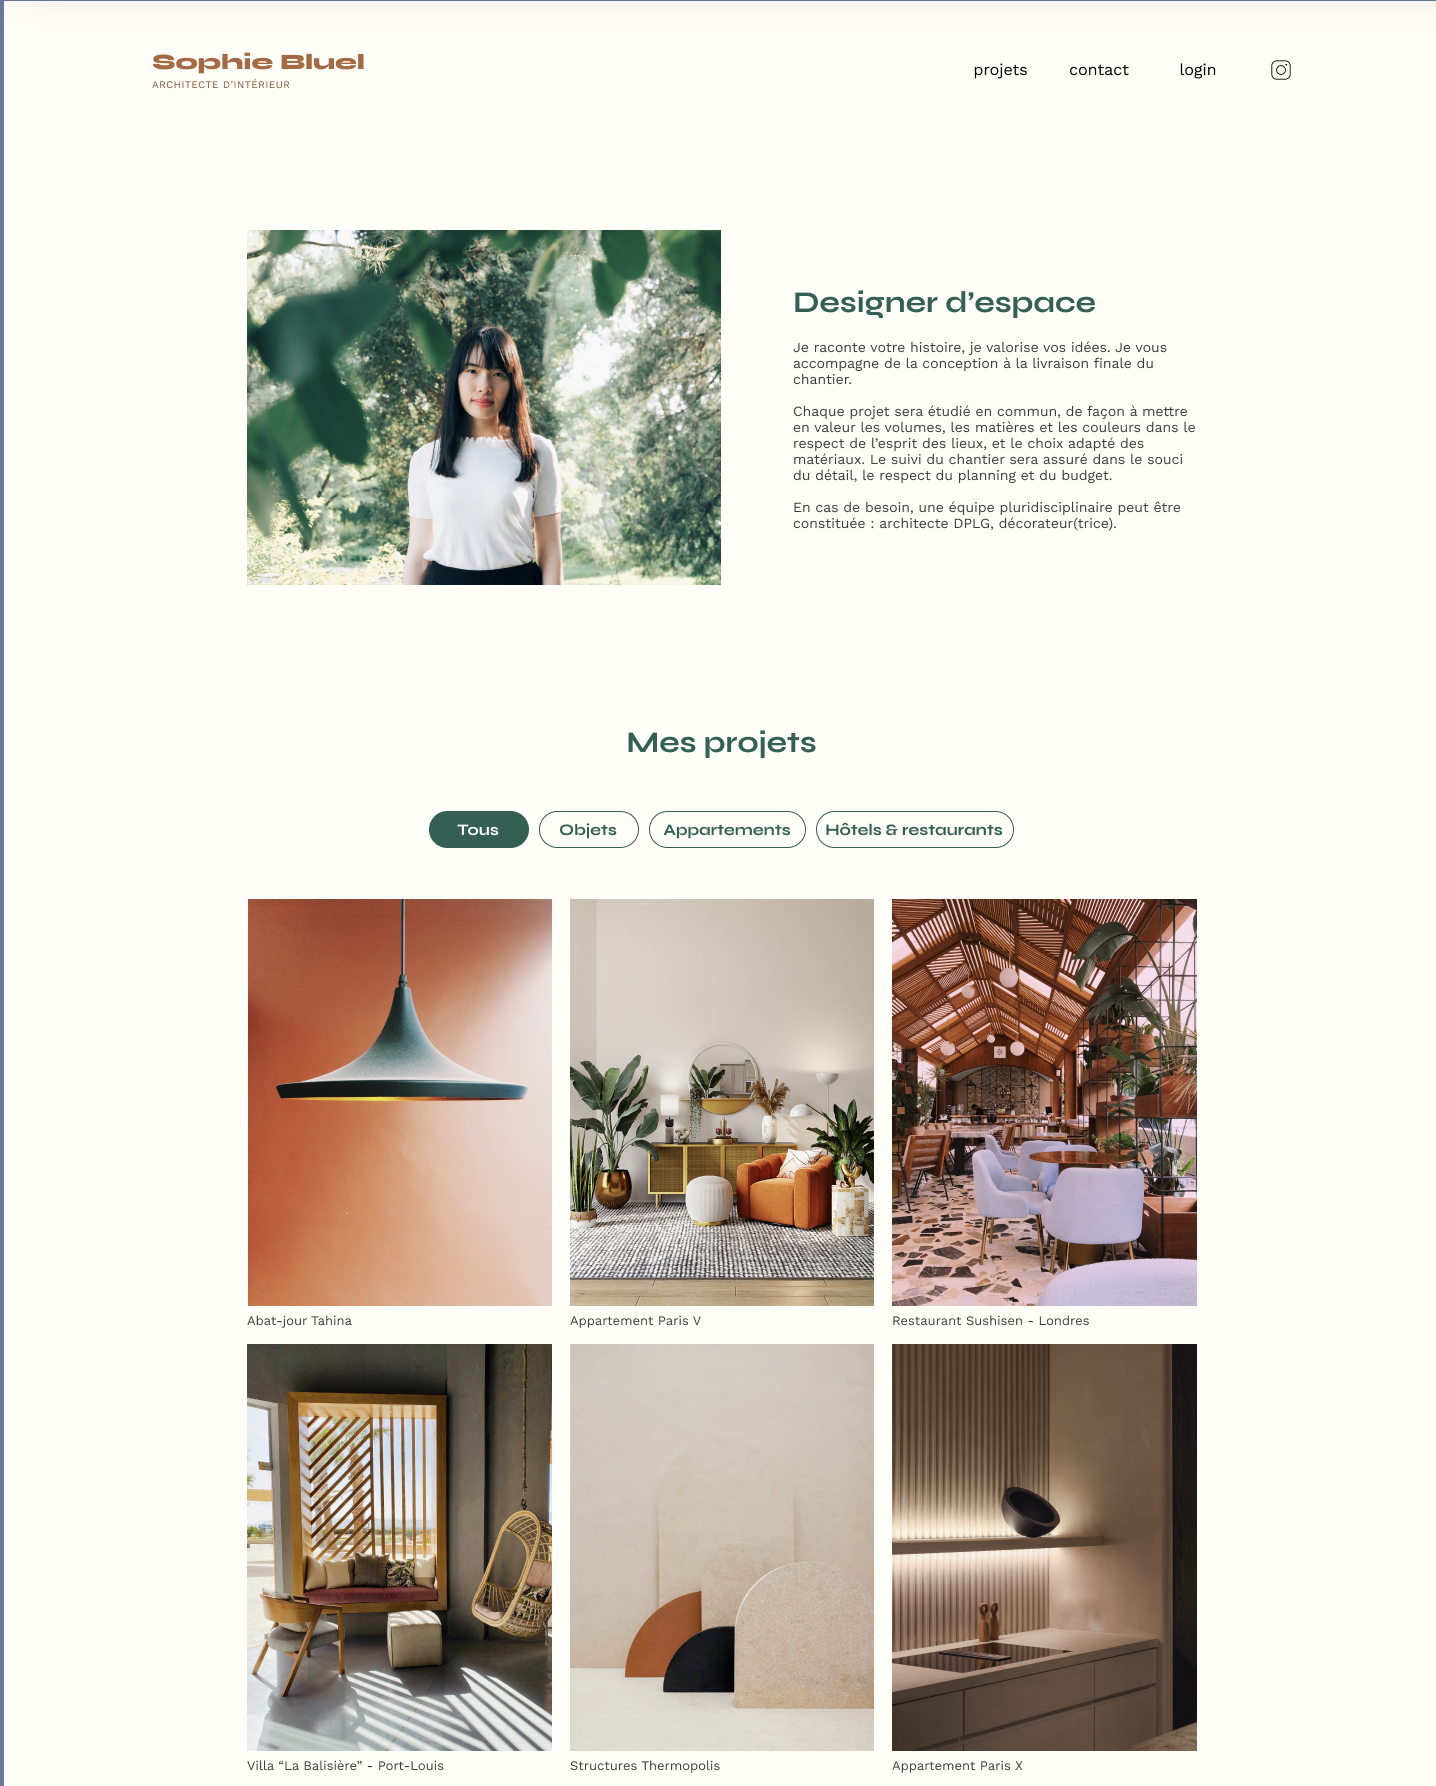 Sophie Bluel
ARCHITECTE D’INTÉRIEUR
projets
contact
login
Designer d’espace
Je raconte votre histoire, je valorise vos idées. Je vous
accompagne de la conception à la livraison finale du
chantier.
Chaque projet sera étudié en commun, de façon à mettre
en valeur les volumes, les matières et les couleurs dans le
respect de l’esprit des lieux, et le choix adapté des
matériaux. Le suivi du chantier sera assuré dans le souci
du détail, le respect du planning et du budget.
En cas de besoin, une équipe pluridisciplinaire peut être
constituée : architecte DPLG, décorateur(trice).
Mes projets
Tous
Objets
Appartements
Hôtels & restaurants
Abat-jour Tahina
Appartement Paris V
Restaurant Sushisen - Londres
Villa “La Balisière” - Port-Louis
Structures Thermopolis
Appartement Paris X